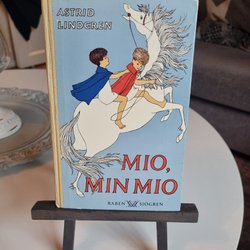 ASTRID
LINDGREN
MIO,
MIN MIO
RABÉN SJÖGREN